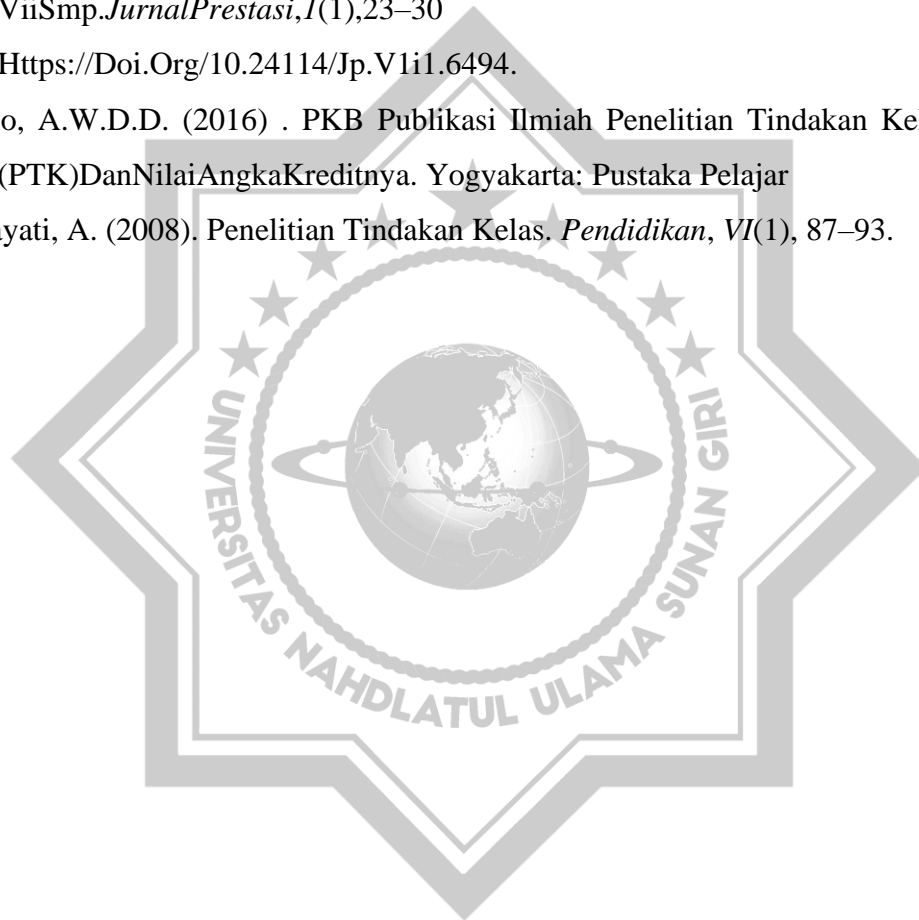 ViiSmp.JurnalPrestasi,1(1),23–30
Https://Doi.Org/10.24114/Jp.V1i1.6494.
o, A.W.D.D. (2016) . PKB Publikasi Ilmiah Penelitian Tindakan Kel
(PTK)DanNilaiAngkaKreditnya. Yogyakarta: Pustaka Pelajar
ayati, A. (2008). Penelitian Tindakan Kelas. Pendidikan, VI(1), 87–93.
UNIVERSITAS NAHDLATUL ULAMA SUNAN GIRI